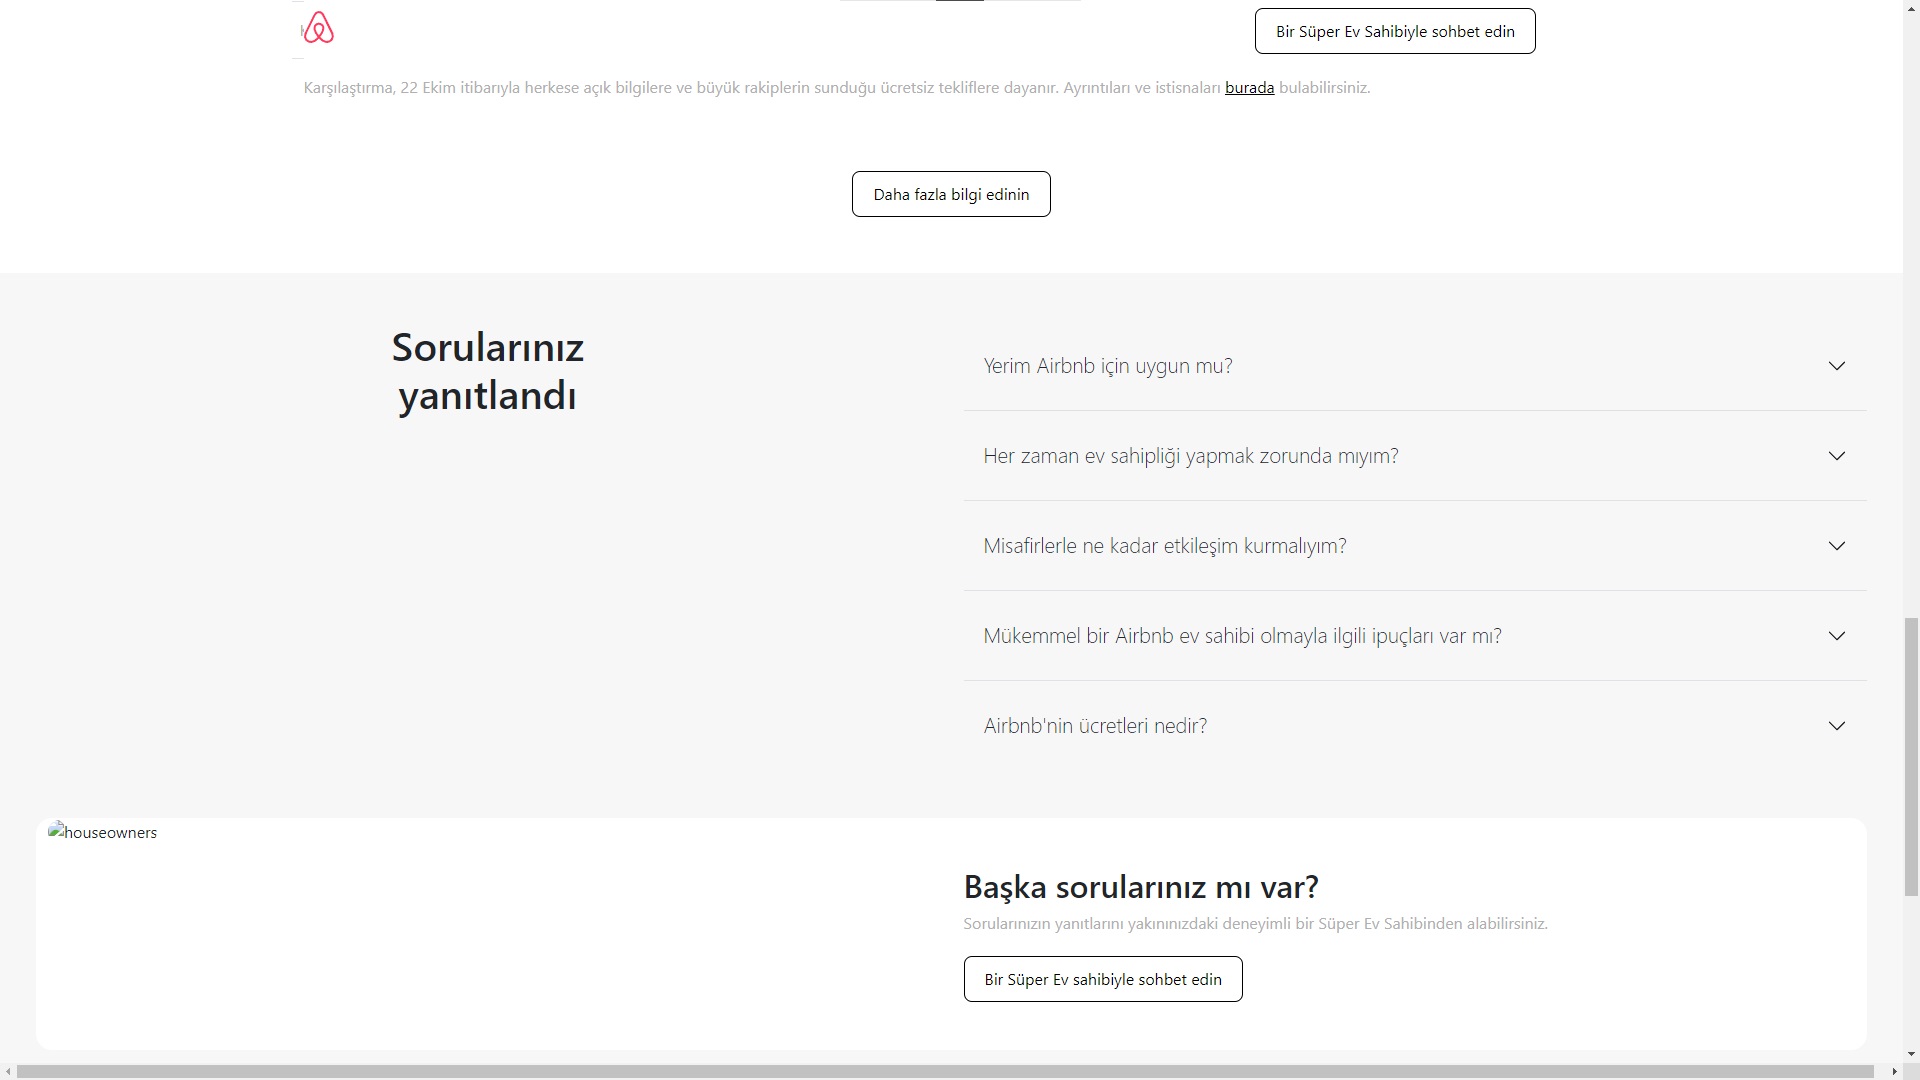 Bir Süper Ev Sahibiyle sohbet edin
Karşılaştırma, 22 Ekim itibarıyla herkese açık bilgilere ve büyük rakiplerin sunduğu ücretsiz tekliflere dayanır. Ayrıntıları ve istisnaları burada bulabilirsiniz.
Daha fazla bilgi edinin
Sorularınız
yanıtlandı
Yerim Airbnb için uygun mu?
Her zaman ev sahipliği yapmak zorunda mıyım?
Misafirlerle ne kadar etkileşim kurmalıyım?
Mükemmel bir Airbnb ev sahibi olmayla ilgili ipuçları var mı?
Airbnb'nin ücretleri nedir?
houseowners
Başka sorularınız mı var?
Sorularınızın yanıtlarını yakınınızdaki deneyimli bir Süper Ev Sahibinden alabilirsiniz.
Bir Süper Ev sahibiyle sohbet edin